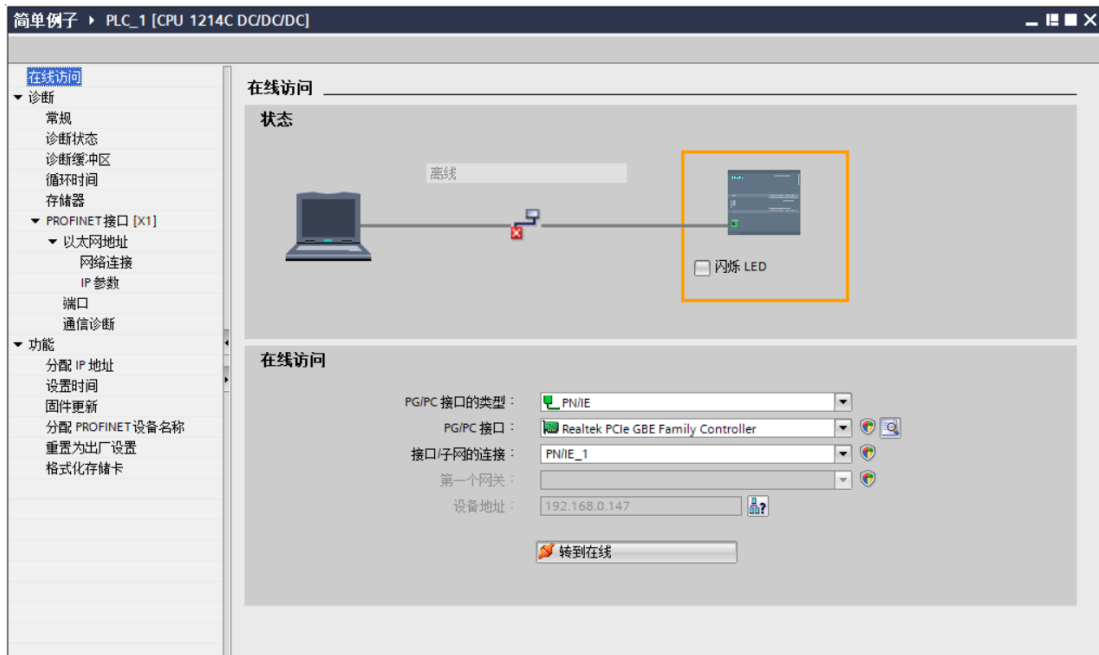 简单例子 ▸ PLC_1 [CPU 1214C DC/DC/DC]
在线访问
诊断
常规
诊断状态
诊断缓冲区
循环时间
存储器
PROFINET接口 [X1]
以太网地址
网络连接
IP 参数
端口
通信诊断
功能
分配 IP 地址
设置时间
固件更新
分配 PROFINET 设备名称
重置为出厂设置
格式化存储卡
在线访问
状态
离线
闪烁 LED
在线访问
PG/PC 接口的类型：PN/IE
PG/PC 接口：Realtek PCIe GBE Family Controller
接口/子网的连接：PN/IE_1
第一个网关：
设备地址：192.168.0.147
转到在线